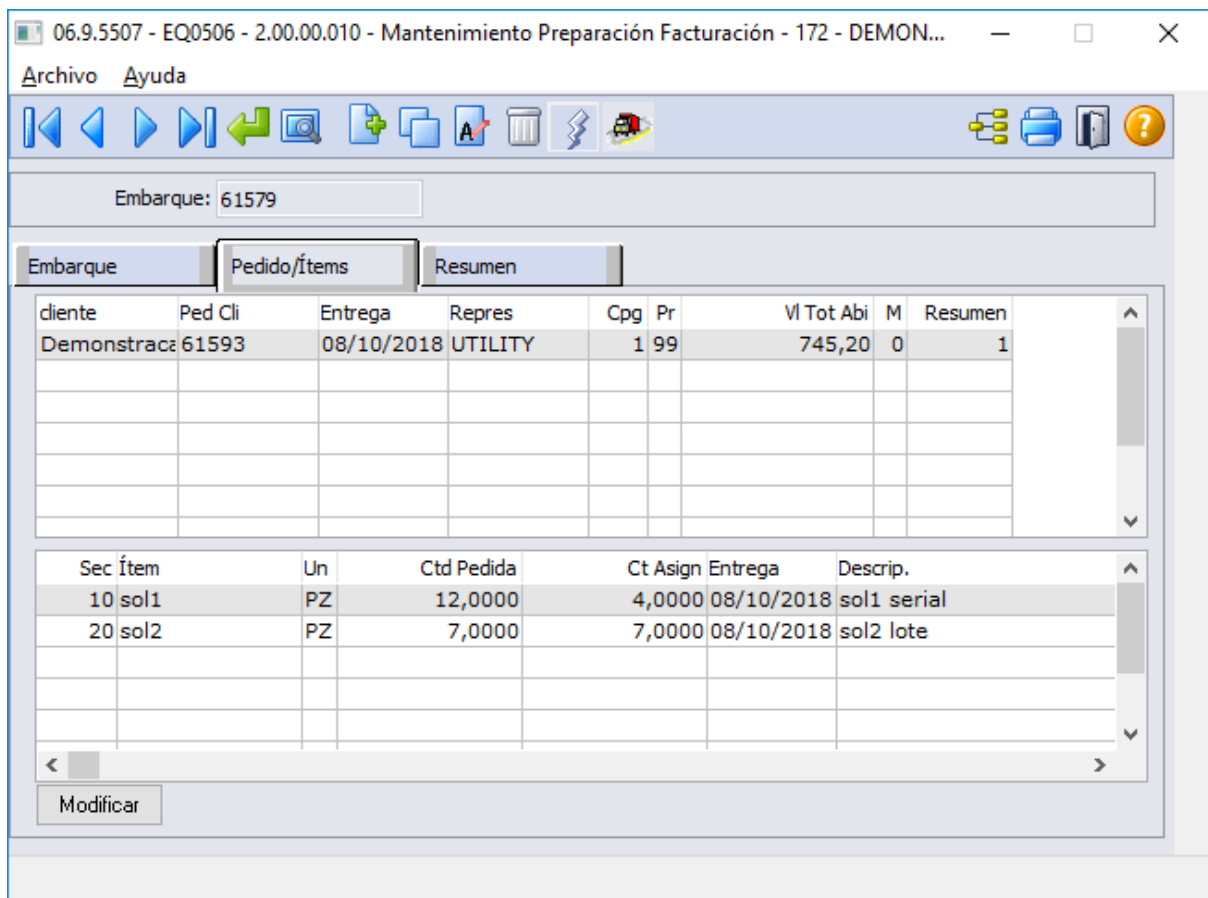 06.9.5507 - EQ0506 - 2.00.00.010 - Mantenimiento Preparación Facturación - 172 - DEMON...
Archivo Ayuda
Embarque: 61579
Embarque Pedido/Ítems Resumen
cliente Ped Cli Entrega Repres Cpg Pr Vl Tot Abi M Resumen
Demonstraca 61593 08/10/2018 UTILITY 1 99 745,20 0 1
Sec Ítem Un Ctd Pedida Ct Asign Entrega Descrip.
10 sol1 PZ 12,0000 4,0000 08/10/2018 sol1 serial
20 sol2 PZ 7,0000 7,0000 08/10/2018 sol2 lote
Modificar